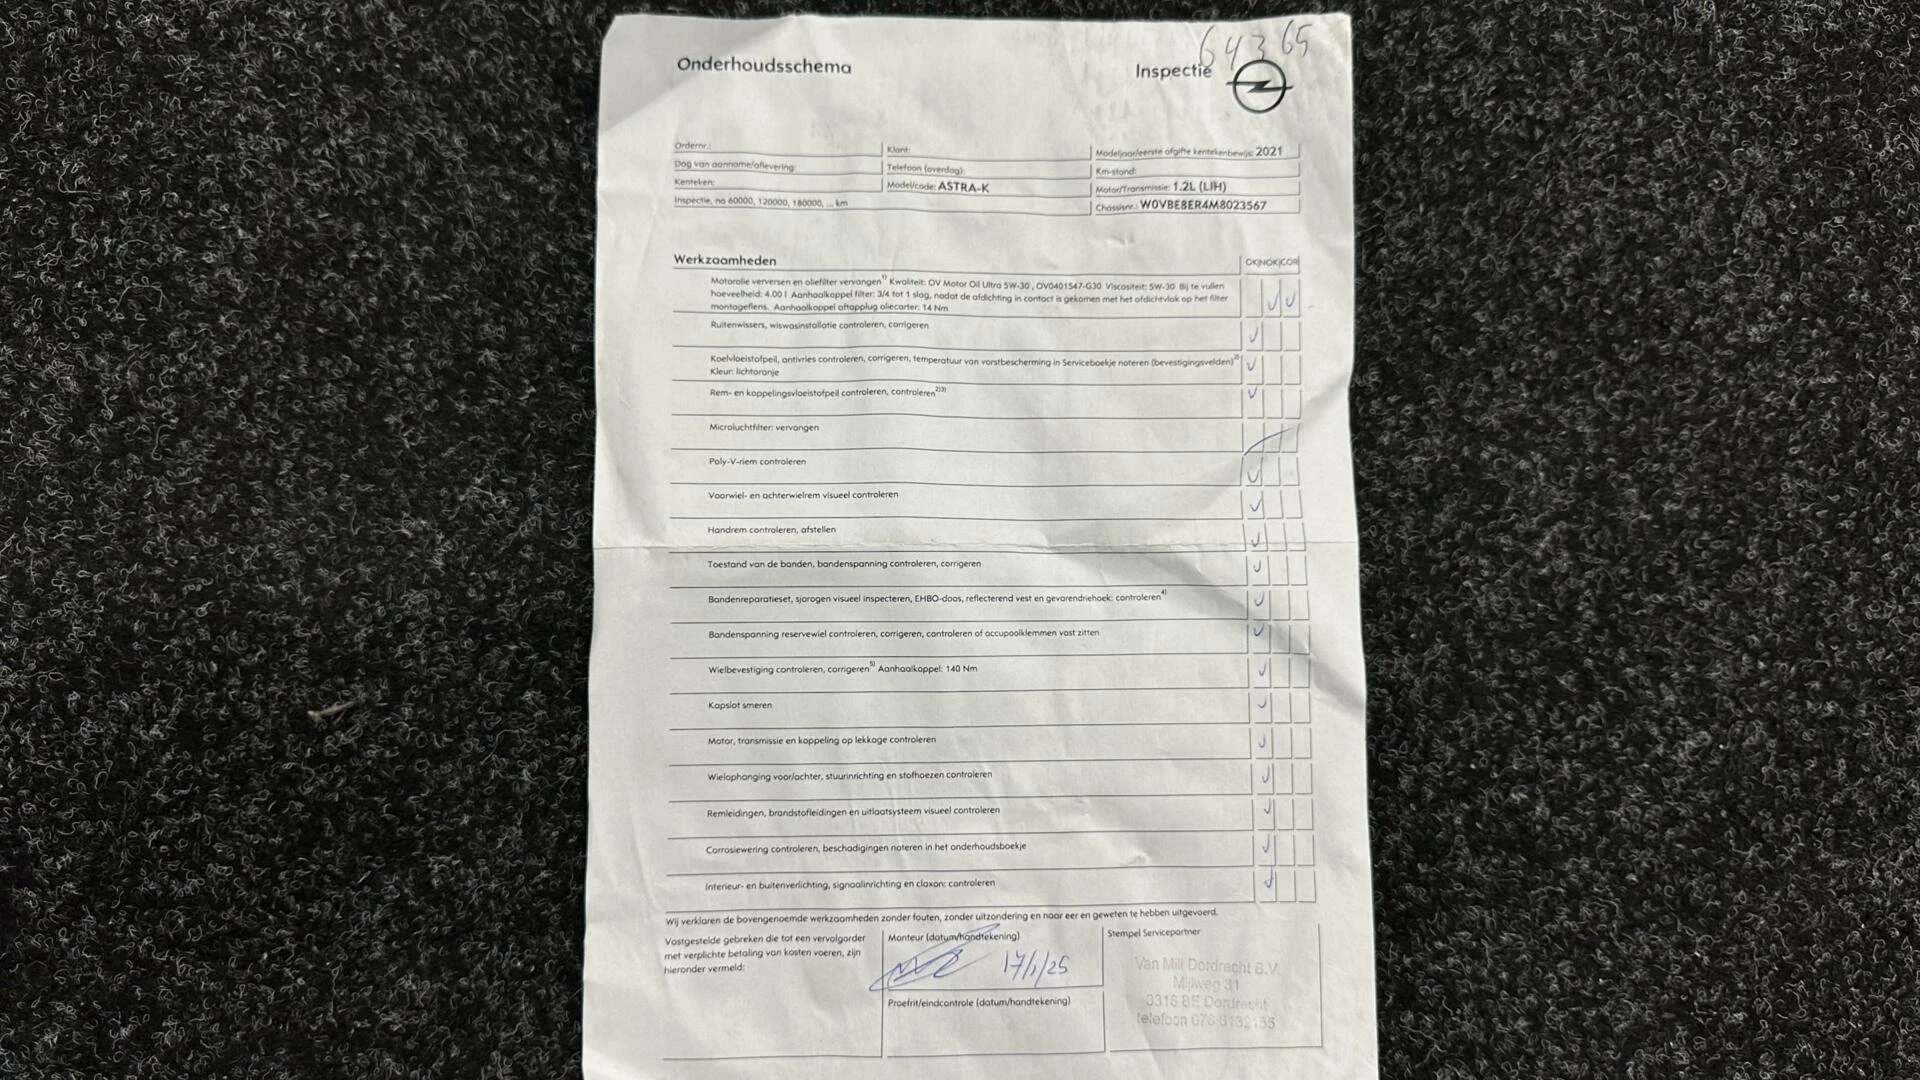 64365
Onderhoudsschema
Inspectie
Ordernr.:
Klant:
Modeljaar/eerste afgifte kentekenbewijs: 2021
Dag van aanname/aflevering:
Telefoon (overdag):
Km-stand:
Kenteken:
Model/code: ASTRA-K
Motor/Transmissie: 1.2L (LIH)
Inspectie, na 60000, 120000, 180000, ... km
Chassisnr.: W0VBE8ER4M8023567
Werkzaamheden
OK|NOK|COR
Motorolie verversen en oliefilter vervangen1) Kwaliteit: OV Motor Oil Ultra 5W-30 , OV0401547-G30 Viscositeit: 5W-30 Bij te vullen
hoeveelheid: 4.00 l Aanhaalkoppel filter: 3/4 tot 1 slag, nadat de afdichting in contact is gekomen met het afdichtvlak op het filter
montageflens. Aanhaalkoppel aftapplug oliecarter: 14 Nm
Ruitenwissers, wiswasinstallatie controleren, corrigeren
Koelvloeistofpeil, antivries controleren, corrigeren, temperatuur van vorstbescherming in Serviceboekje noteren (bevestigingsvelden)2)
Kleur: lichtoranje
Rem- en koppelingsvloeistofpeil controleren, controleren2)3)
Microluchtfilter: vervangen
Poly-V-riem controleren
Voorwiel- en achterwielrem visueel controleren
Handrem controleren, afstellen
Toestand van de banden, bandenspanning controleren, corrigeren
Bandenreparatieset, sjorogen visueel inspecteren, EHBO-doos, reflecterend vest en gevarendriehoek: controleren4)
Bandenspanning reservewiel controleren, corrigeren, controleren of accupoolklemmen vast zitten
Wielbevestiging controleren, corrigeren5) Aanhaalkoppel: 140 Nm
Kapslot smeren
Motor, transmissie en koppeling op lekkage controleren
Wielophanging voor/achter, stuurinrichting en stofhoezen controleren
Remleidingen, brandstofleidingen en uitlaatsysteem visueel controleren
Corrosiewering controleren, beschadigingen noteren in het onderhoudsboekje
Interieur- en buitenverlichting, signaalinrichting en claxon: controleren
Wij verklaren de bovengenoemde werkzaamheden zonder fouten, zonder uitzondering en naar eer en geweten te hebben uitgevoerd.
Vastgestelde gebreken die tot een vervolgorder
met verplichte betaling van kosten voeren, zijn
hieronder vermeld:
Monteur (datum/handtekening)
17/1/25
Proefrit/eindcontrole (datum/handtekening)
Stempel Servicepartner
Van Mill Dordrecht B.V.
Mijlweg 31
3316 BE Dordrecht
telefoon 078 6132155